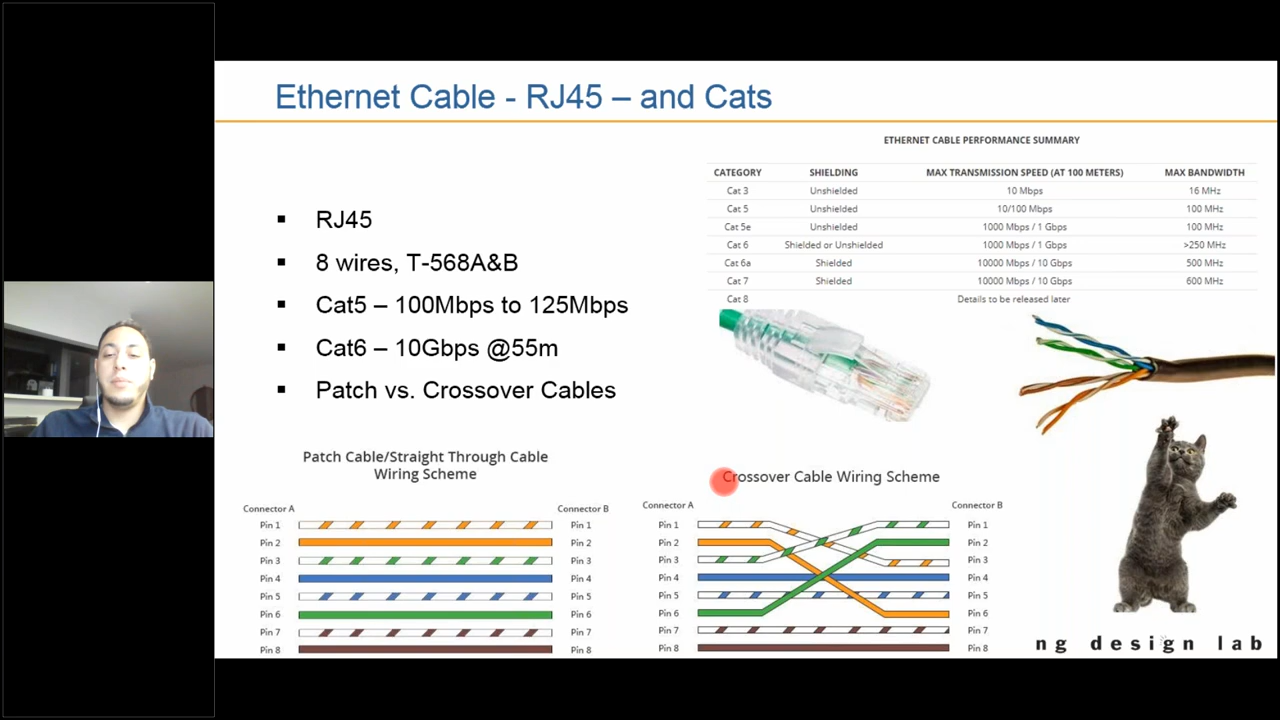 Ethernet Cable - RJ45 – and Cats
▪ RJ45
▪ 8 wires, T-568A&B
▪ Cat5 – 100Mbps to 125Mbps
▪ Cat6 – 10Gbps @55m
▪ Patch vs. Crossover Cables
ETHERNET CABLE PERFORMANCE SUMMARY
CATEGORY SHIELDING MAX TRANSMISSION SPEED (AT 100 METERS) MAX BANDWIDTH
Cat 3 Unshielded 10 Mbps 16 MHz
Cat 5 Unshielded 10/100 Mbps 100 MHz
Cat 5e Unshielded 1000 Mbps / 1 Gbps 100 MHz
Cat 6 Shielded or Unshielded 1000 Mbps / 1 Gbps >250 MHz
Cat 6a Shielded 10000 Mbps / 10 Gbps 500 MHz
Cat 7 Shielded 10000 Mbps / 10 Gbps 600 MHz
Cat 8 Details to be released later
Patch Cable/Straight Through Cable
Wiring Scheme
Connector A Connector B
Pin 1 Pin 1
Pin 2 Pin 2
Pin 3 Pin 3
Pin 4 Pin 4
Pin 5 Pin 5
Pin 6 Pin 6
Pin 7 Pin 7
Pin 8 Pin 8
Crossover Cable Wiring Scheme
Connector A Connector B
Pin 1 Pin 1
Pin 2 Pin 2
Pin 3 Pin 3
Pin 4 Pin 4
Pin 5 Pin 5
Pin 6 Pin 6
Pin 7 Pin 7
Pin 8 Pin 8
ng design lab